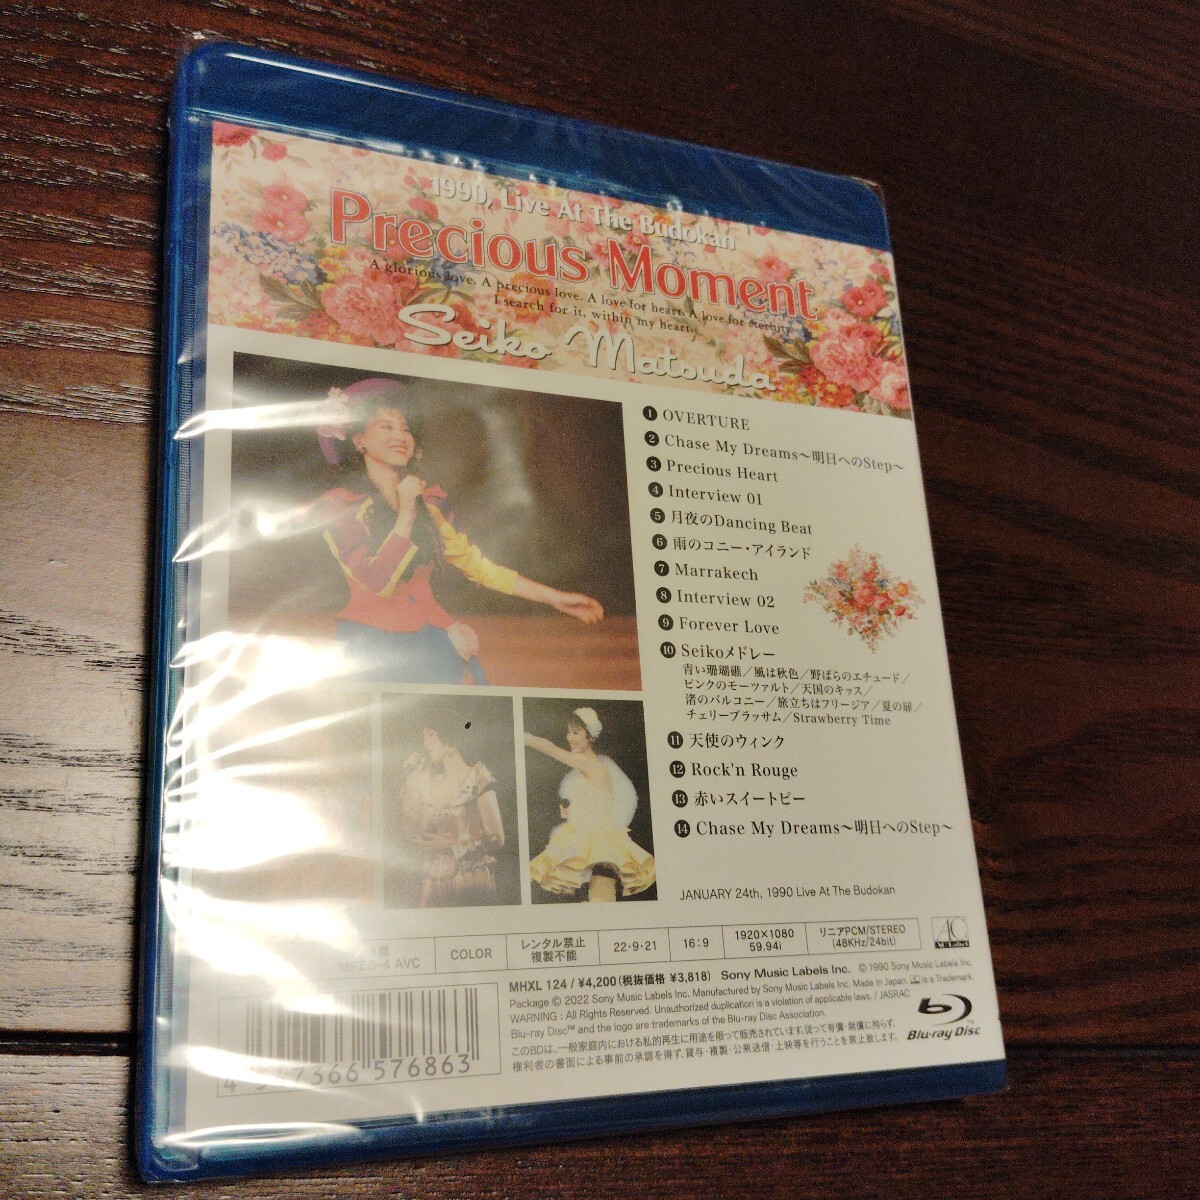 1990, Live At The Budokan
Precious Moment
A glorious love. A precious love. A love for heart. A love for eternity.
I search for it, within my heart.
Seiko Matsuda
1 OVERTURE
2 Chase My Dreams〜明日へのStep〜
3 Precious Heart
4 Interview 01
5 月夜のDancing Beat
6 雨のコニー・アイランド
7 Marrakech
8 Interview 02
9 Forever Love
10 Seikoメドレー
青い珊瑚礁／風は秋色／野ばらのエチュード／
ピンクのモーツァルト／天国のキッス／
渚のバルコニー／旅立ちはフリージア／夏の扉／
チェリーブラッサム／Strawberry Time
11 天使のウィンク
12 Rock'n Rouge
13 赤いスイートピー
14 Chase My Dreams〜明日へのStep〜
JANUARY 24th, 1990 Live At The Budokan
MPEG-4 AVC
COLOR
レンタル禁止
複製不能
22・9・21
16:9
1920×1080
59.94i
リニアPCM/STEREO
(48KHz/24bit)
M. Label
MHXL 124 / ¥4,200(税抜価格 ¥3,818) Sony Music Labels Inc. Ⓟ 1990 Sony Music Labels Inc.
Package © 2022 Sony Music Labels Inc. Manufactured by Sony Music Labels Inc. Made in Japan. is a Trademark.
WARNING : All Rights Reserved. Unauthorized duplication is a violation of applicable laws. / JASRAC
Blu-ray Disc™ and the logo are trademarks of the Blu-ray Disc Association.
このBDは、一般家庭内における私的再生に用途を限って販売されています。従って有償・無償に拘らず、
権利者の書面による事前の承認を得ず、貸与・複製・公衆送信・上映等を行うことを禁止致します。
Blu-ray Disc
576863